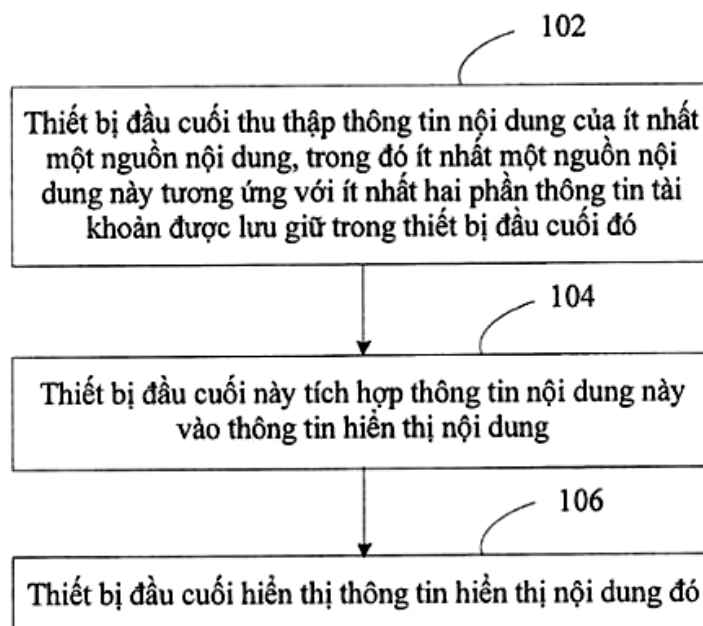 102
Thiết bị đầu cuối thu thập thông tin nội dung của ít nhất
một nguồn nội dung, trong đó ít nhất một nguồn nội
dung này tương ứng với ít nhất hai phần thông tin tài
khoản được lưu giữ trong thiết bị đầu cuối đó
104
Thiết bị đầu cuối này tích hợp thông tin nội dung này
vào thông tin hiển thị nội dung
106
Thiết bị đầu cuối hiển thị thông tin hiển thị nội dung đó